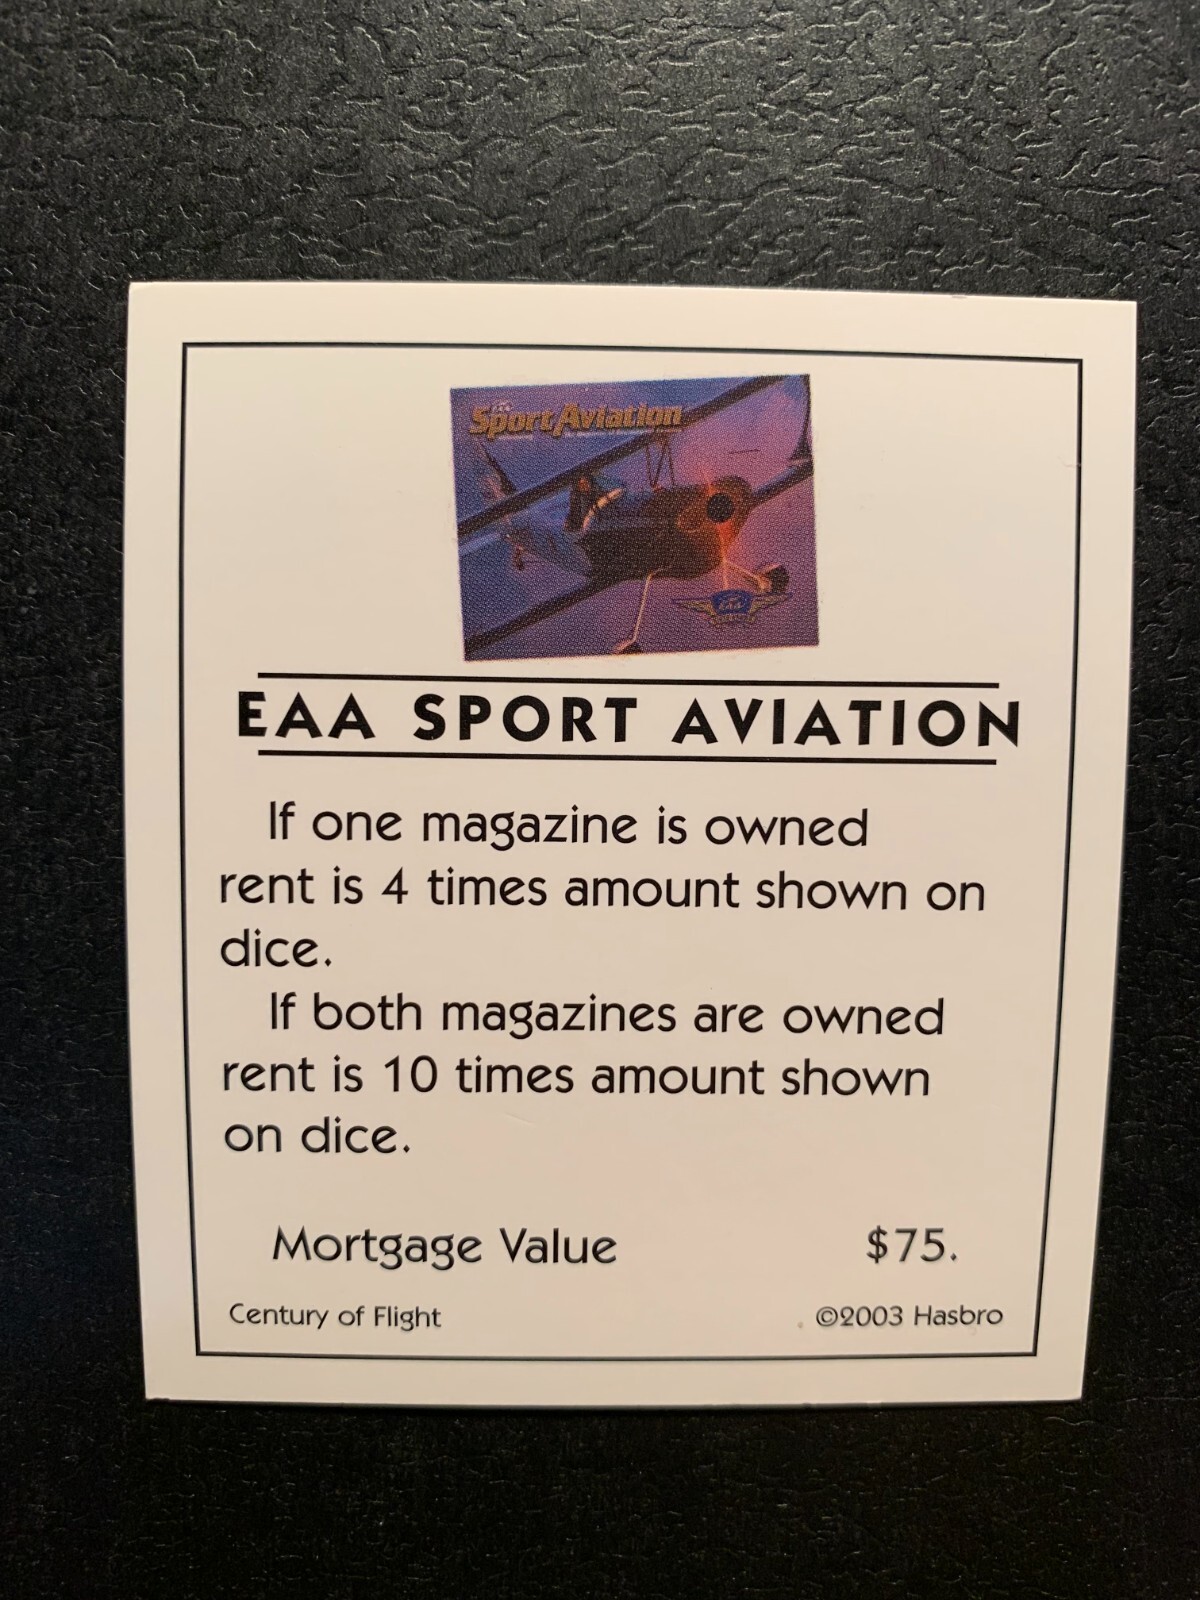 EAA
Sport Aviation
EAA
EAA SPORT AVIATION
If one magazine is owned
rent is 4 times amount shown on
dice.
If both magazines are owned
rent is 10 times amount shown
on dice.
Mortgage Value $75.
Century of Flight ©2003 Hasbro